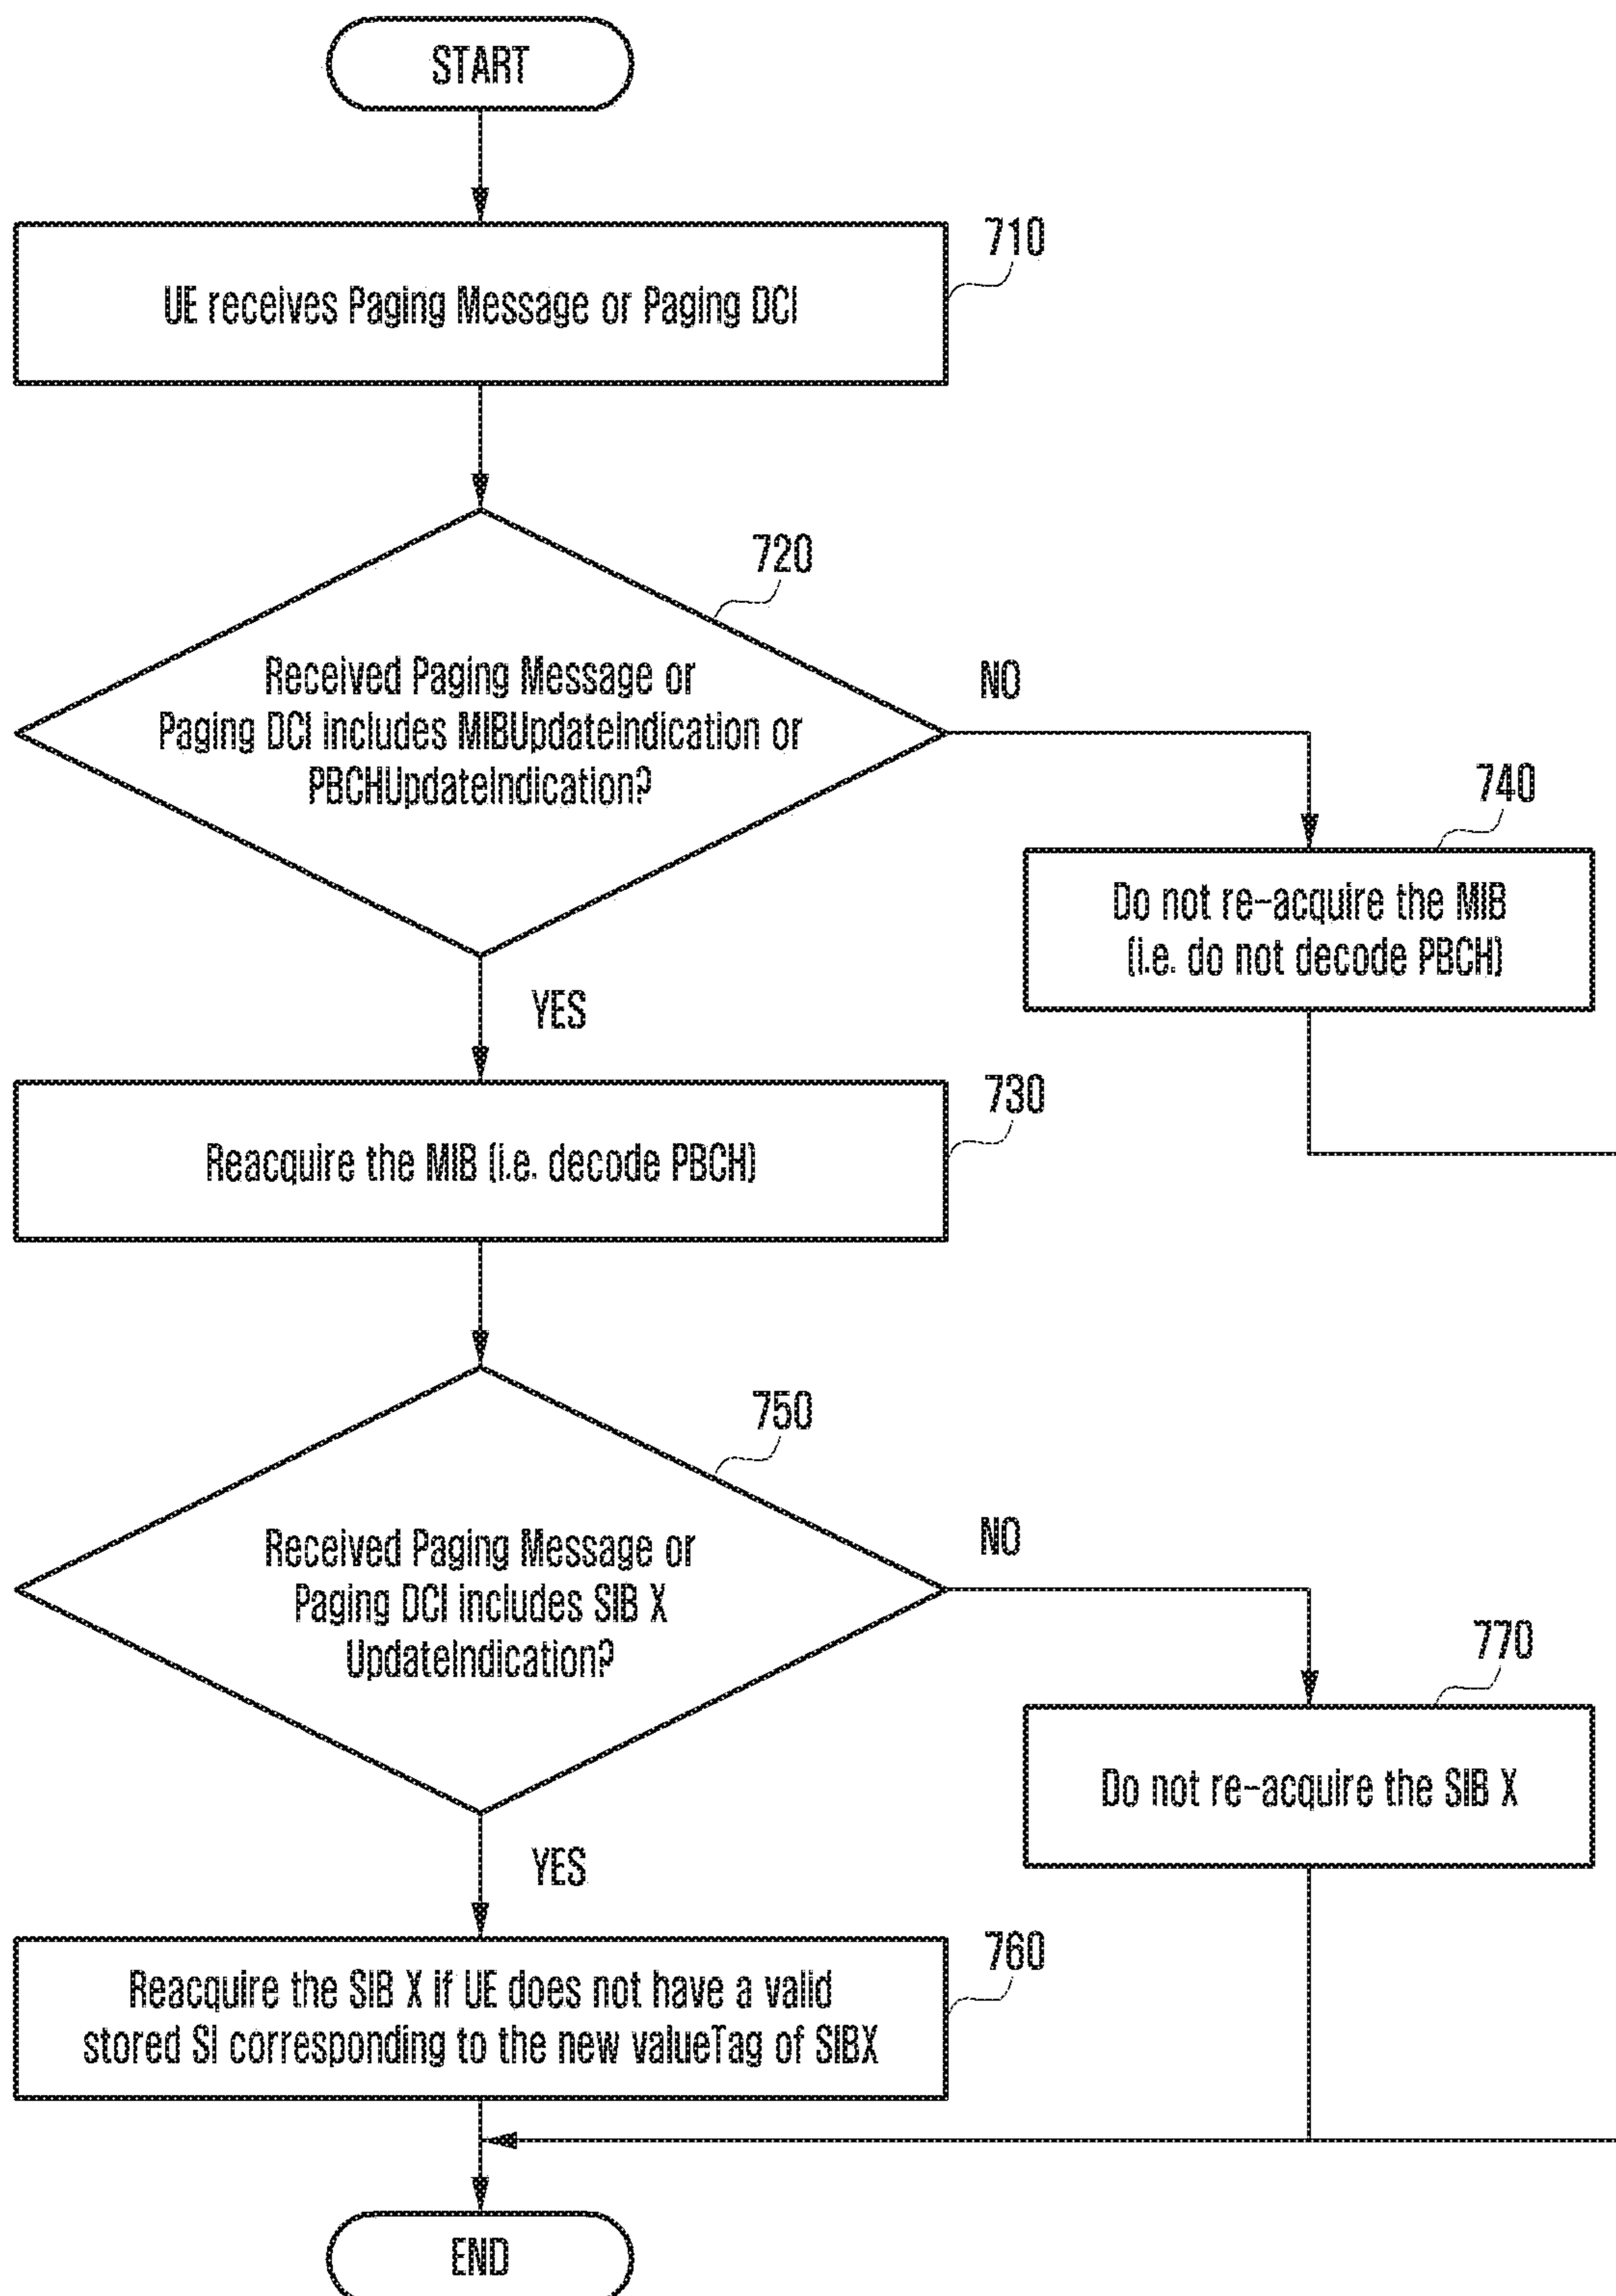 START
710
UE receives Paging Message or Paging DCI
720
Received Paging Message or
Paging DCI includes MIBUpdateIndication or
PBCHUpdateIndication?
NO
740
Do not re-acquire the MIB
(i.e. do not decode PBCH)
YES
730
Reacquire the MIB (i.e. decode PBCH)
750
Received Paging Message or
Paging DCI includes SIB X
UpdateIndication?
NO
770
Do not re-acquire the SIB X
YES
760
Reacquire the SIB X if UE does not have a valid
stored SI corresponding to the new valueTag of SIBX
END